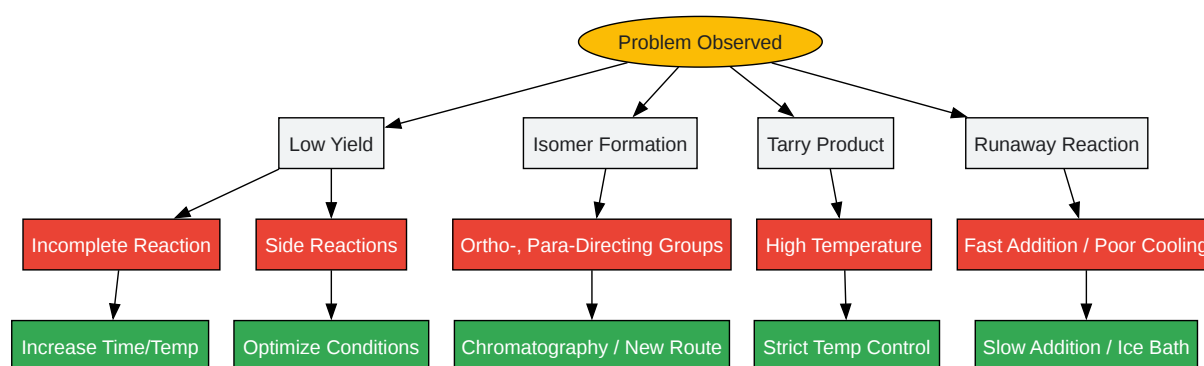 Problem Observed
Low Yield
Isomer Formation
Tarry Product
Runaway Reaction
Incomplete Reaction
Side Reactions
Ortho-, Para-Directing Groups
High Temperature
Fast Addition / Poor Cooling
Increase Time/Temp
Optimize Conditions
Chromatography / New Route
Strict Temp Control
Slow Addition / Ice Bath